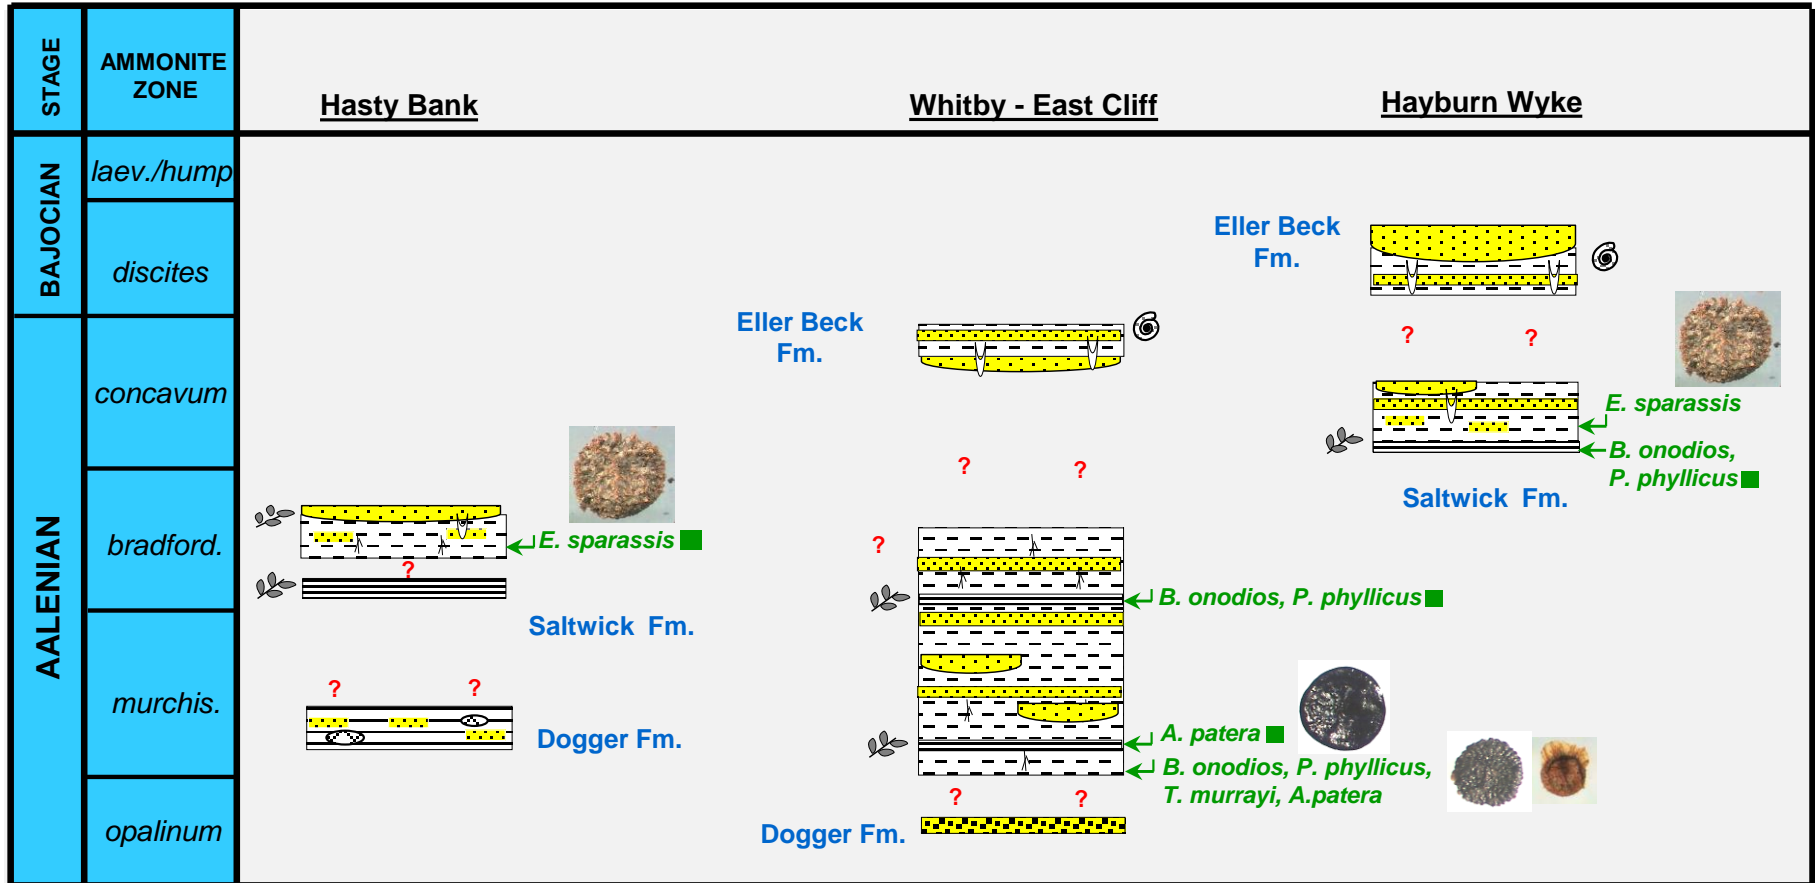 STAGE
AMMONITE
ZONE
Hasty Bank
Whitby - East Cliff
Hayburn Wyke
BAJOCIAN
laev./hump
discites
AALENIAN
concavum
bradford.
murchis.
opalinum
?
E. sparassis
Saltwick Fm.
? ?
Dogger Fm.
Eller Beck
Fm.
? ?
?
B. onodios, P. phyllicus
A. patera
B. onodios, P. phyllicus,
T. murrayi, A.patera
? ?
Dogger Fm.
Eller Beck
Fm.
? ?
E. sparassis
B. onodios,
P. phyllicus
Saltwick Fm.